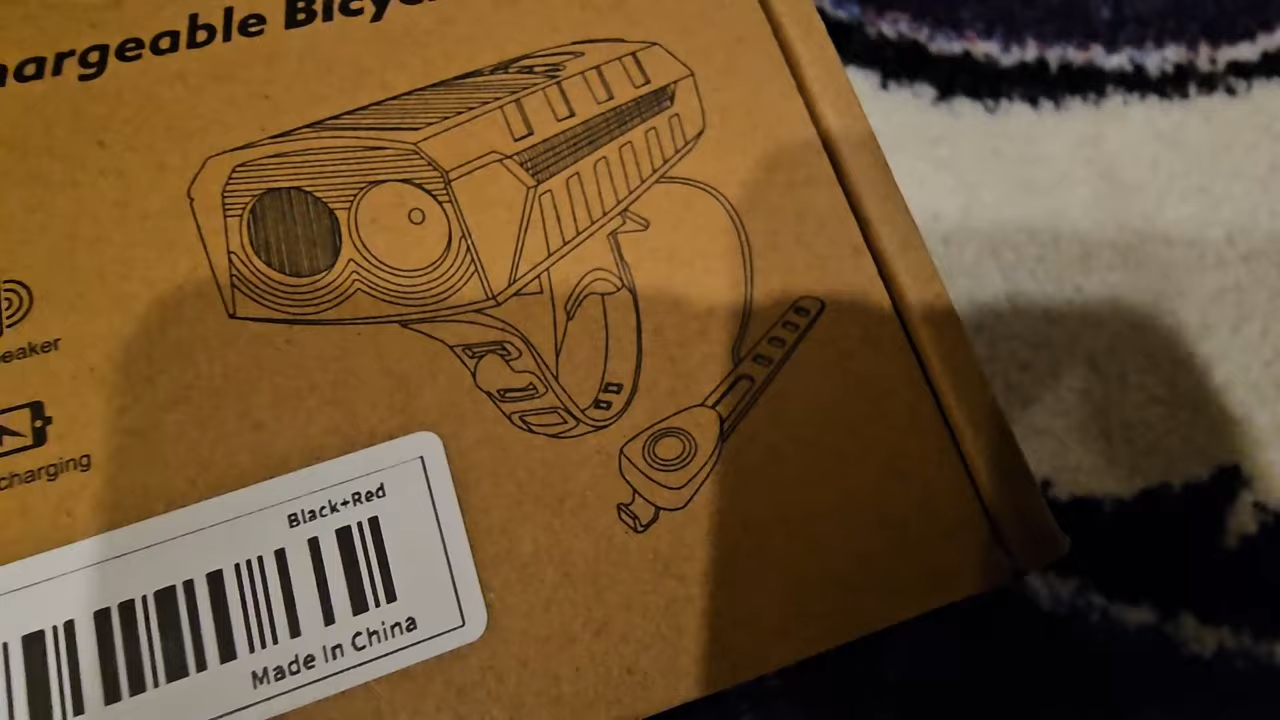 hargeable Bicyc
eaker
charging
Black+Red
Made In China